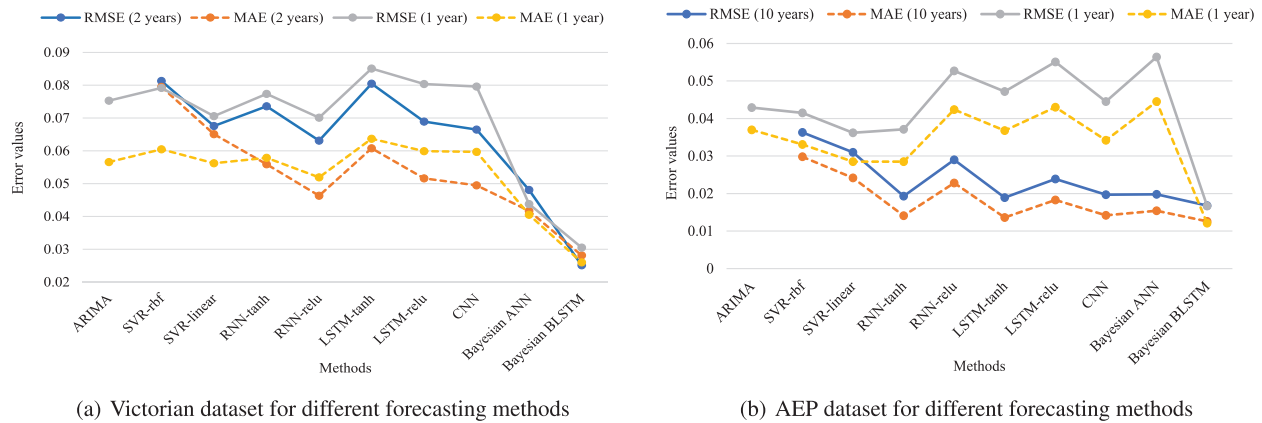 RMSE (2 years) MAE (2 years) RMSE (1 year) MAE (1 year)
0.09
0.08
0.07
0.06
0.05
0.04
0.03
0.02
Error values
ARIMA
SVR-rbf
SVR-linear
RNN-tanh
RNN-relu
LSTM-tanh
LSTM-relu
CNN
Bayesian ANN
Bayesian BLSTM
Methods
(a) Victorian dataset for different forecasting methods
RMSE (10 years) MAE (10 years) RMSE (1 year) MAE (1 year)
0.06
0.05
0.04
0.03
0.02
0.01
0
Error values
ARIMA
SVR-rbf
SVR-linear
RNN-tanh
RNN-relu
LSTM-tanh
LSTM-relu
CNN
Bayesian ANN
Bayesian BLSTM
Methods
(b) AEP dataset for different forecasting methods